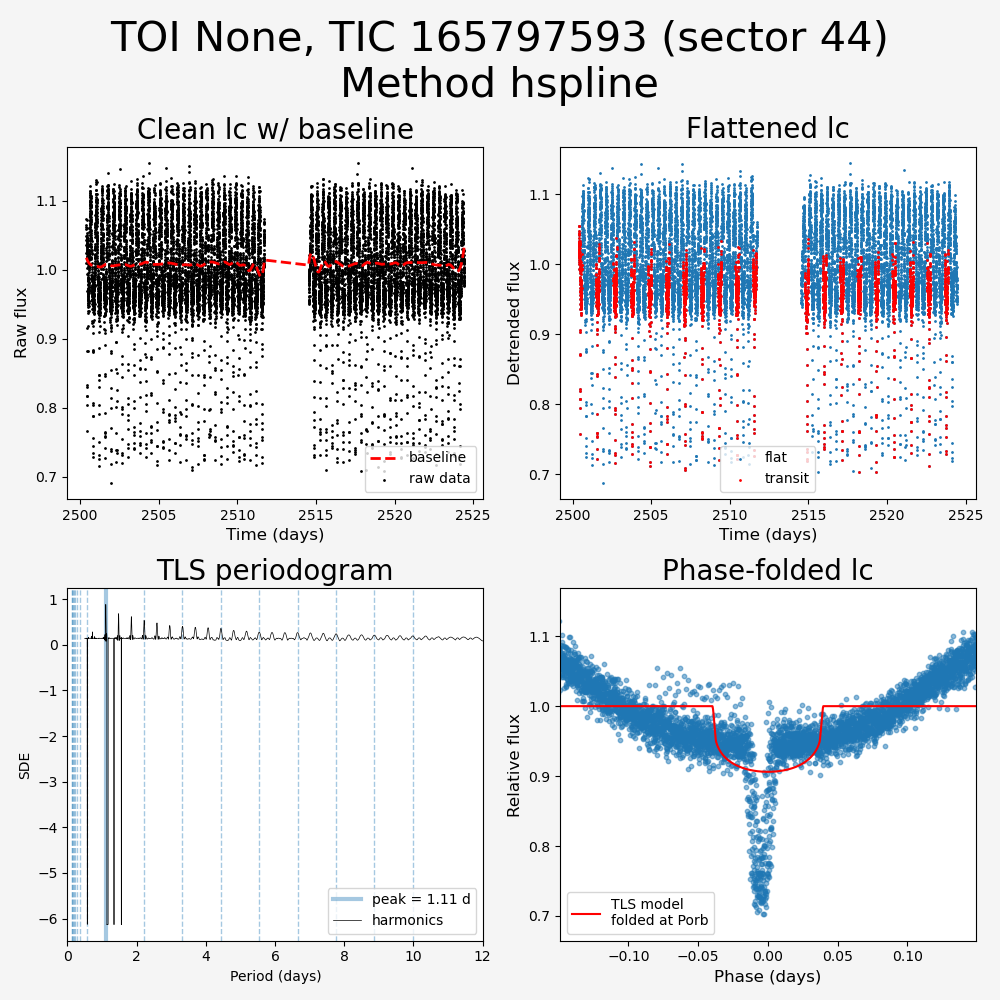 TOI None, TIC 165797593 (sector 44)
Method hspline
Clean lc w/ baseline
Raw flux
1.1
1.0
0.9
0.8
0.7
baseline
raw data
2500
2505
2510
2515
2520
2525
Time (days)
Flattened lc
Detrended flux
1.1
1.0
0.9
0.8
0.7
flat
transit
2500
2505
2510
2515
2520
2525
Time (days)
TLS periodogram
SDE
1
0
−1
−2
−3
−4
−5
−6
peak = 1.11 d
harmonics
0
2
4
6
8
10
12
Period (days)
Phase-folded lc
Relative flux
1.1
1.0
0.9
0.8
0.7
TLS model
folded at Porb
−0.10
−0.05
0.00
0.05
0.10
Phase (days)